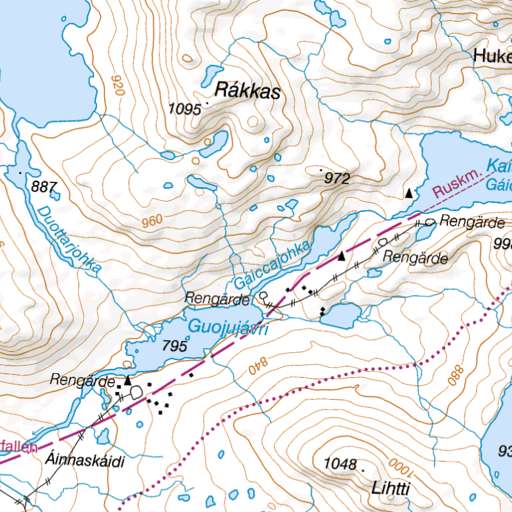 920
Huke
Rákkas
1095
972
Kai
Gáic
Ruskm.
887
960
Rengärde
Duottarjohka
998
Gáiccajohka
Rengärde
Rengärde
Guojujávri
795
840
880
Rengärde
fallen
Áinnaskáidi
1048
1000
93
Lihtti